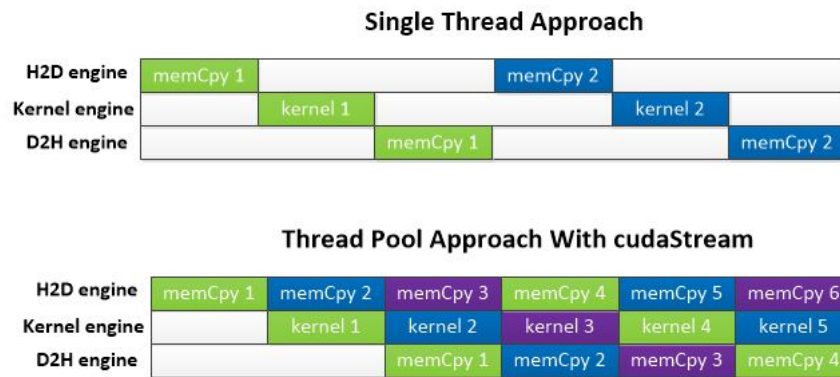 Single Thread Approach
H2D engine memCpy 1 memCpy 2
Kernel engine kernel 1 kernel 2
D2H engine memCpy 1 memCpy 2
Thread Pool Approach With cudaStream
H2D engine memCpy 1 memCpy 2 memCpy 3 memCpy 4 memCpy 5 memCpy 6
Kernel engine kernel 1 kernel 2 kernel 3 kernel 4 kernel 5
D2H engine memCpy 1 memCpy 2 memCpy 3 memCpy 4